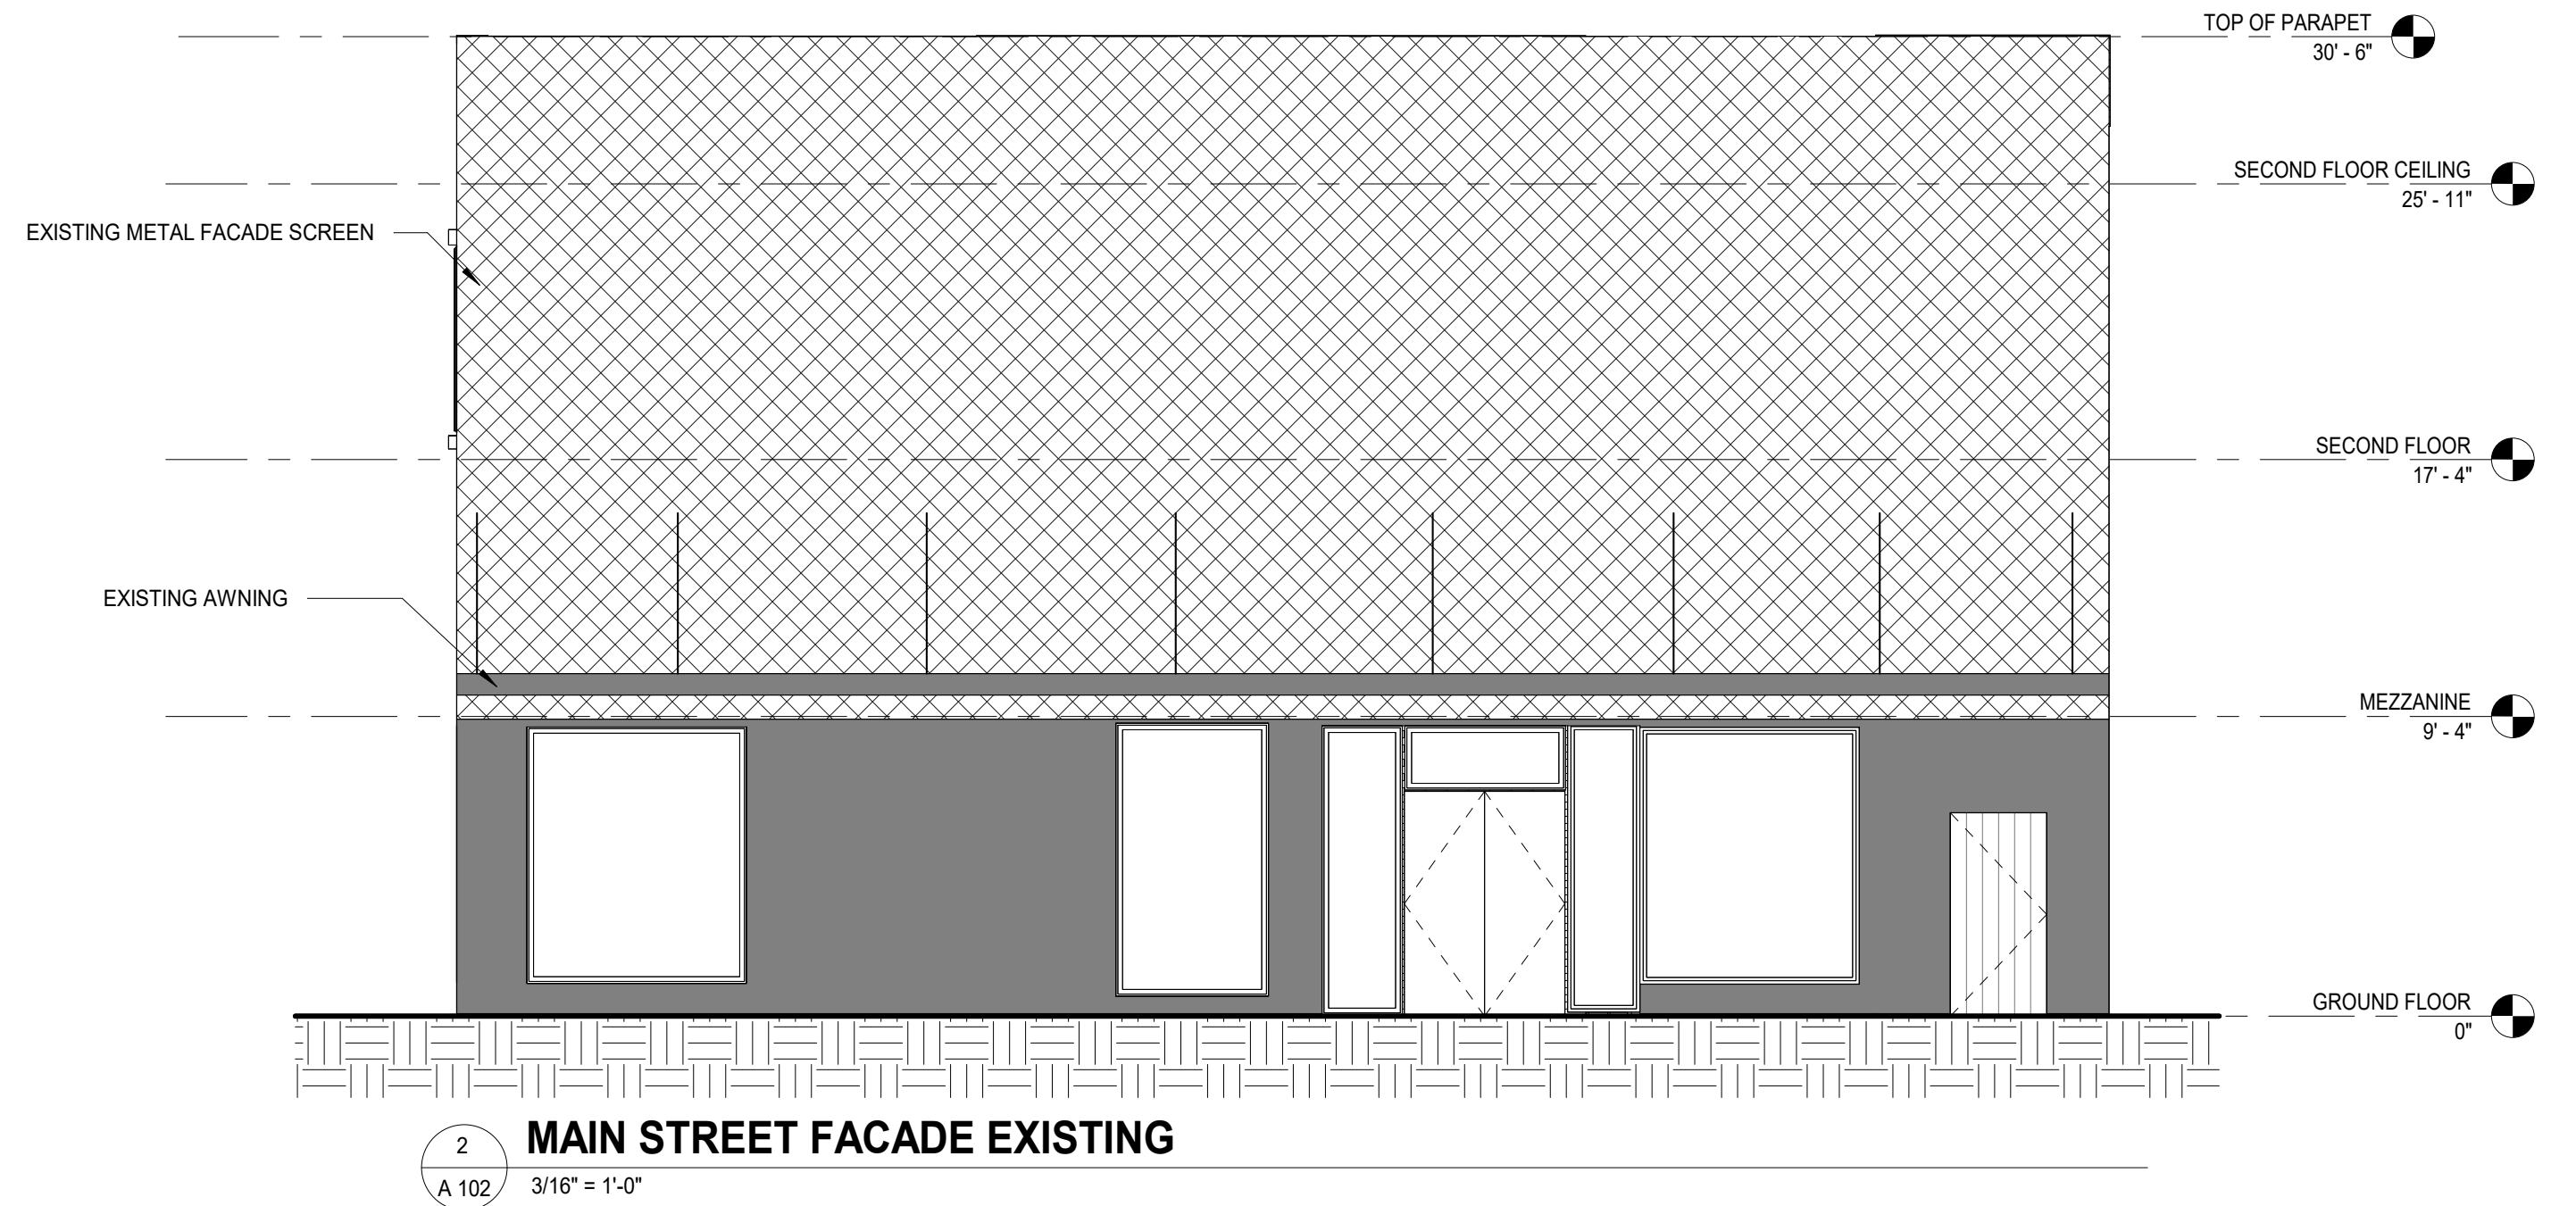 TOP OF PARAPET
30' - 6"
SECOND FLOOR CEILING
25' - 11"
EXISTING METAL FACADE SCREEN
SECOND FLOOR
17' - 4"
EXISTING AWNING
MEZZANINE
9' - 4"
GROUND FLOOR
0"
2
MAIN STREET FACADE EXISTING
A 102
3/16" = 1'-0"